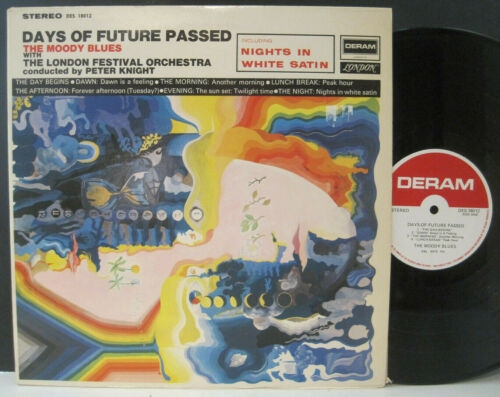 STEREO DES 18012
DAYS OF FUTURE PASSED
THE MOODY BLUES
WITH
THE LONDON FESTIVAL ORCHESTRA
conducted by PETER KNIGHT
INCLUDING
NIGHTS IN
WHITE SATIN
DERAM
LONDON
THE DAY BEGINS ● DAWN: Dawn is a feeling ● THE MORNING: Another morning ● LUNCH BREAK: Peak hour
THE AFTERNOON: Forever afternoon (Tuesday?) ● EVENING: The sun set: Twilight time ● THE NIGHT: Nights in white satin
DERAM
STEREO
DES 18012
DAYS OF FUTURE PASSED
THE MOODY BLUES